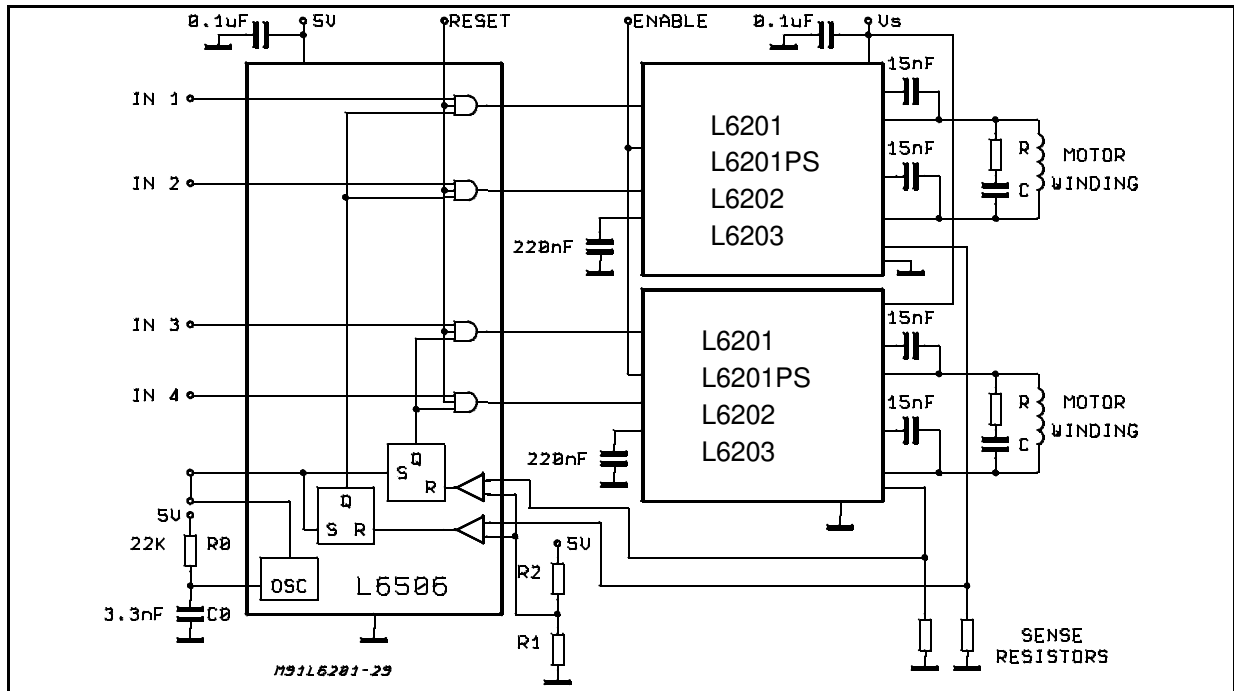 0.1uF
5V
RESET
ENABLE
0.1uF
Vs
15nF
IN 1
L6201
L6201PS
L6202
L6203
15nF
R
C
MOTOR
WINDING
IN 2
220nF
IN 3
L6201
L6201PS
L6202
L6203
15nF
IN 4
15nF
R
C
MOTOR
WINDING
220nF
S Q R
S Q R
5V
22K R0
OSC
L6506
3.3nF C0
5V
R2
R1
SENSE
RESISTORS
M91L6201-29